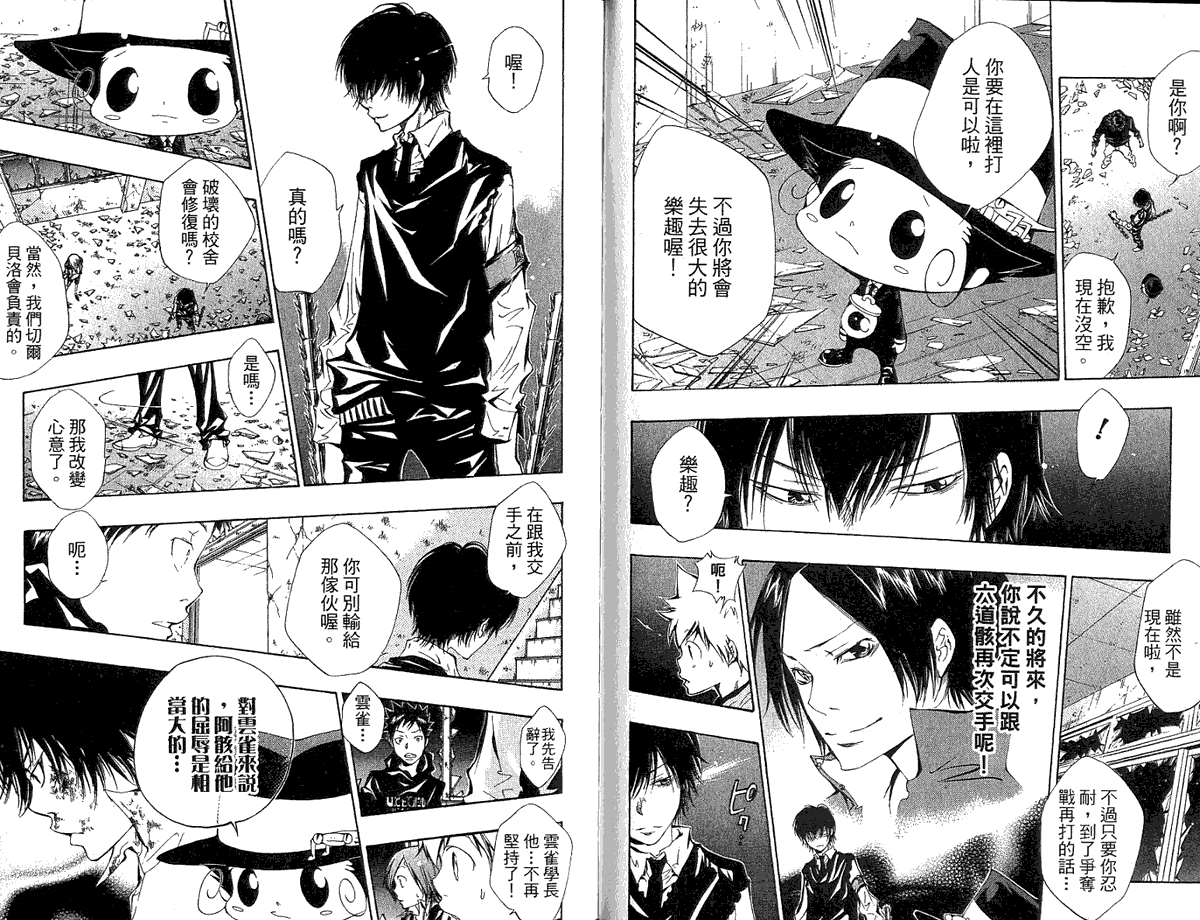 是你啊？
抱歉，我
現在沒空。
你要在這裡打
人是可以啦，
不過你將會
失去很大的
樂趣喔！
！
樂趣？
雖然不是
現在啦，
不久的將來，
你說不定可以跟
六道骸再次交手呢！
呃！
不過只要你忍
耐，到了爭奪
戰再打的話…
ピク
喔！
真的嗎？
破壞的校舍
會修復嗎？
當然，我們切爾
貝洛會負責的。
是嗎…
那我改變
心意了。
在跟我交
手之前，
你可別輸給
那傢伙喔。
呃…
我先告
辭了。
雲雀…
雲雀學長
他…不再
堅持了！
對雲雀來說
，阿骸給他
的屈辱是相
當大的…